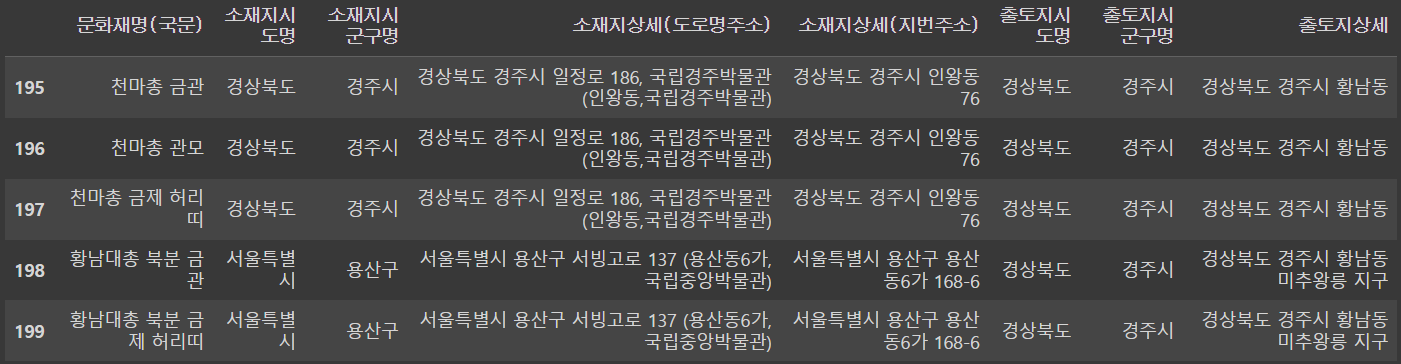 문화재명(국문) 소재지시도명 소재지시군구명 소재지상세(도로명주소) 소재지상세(지번주소) 출토지시도명 출토지시군구명 출토지상세
195 천마총 금관 경상북도 경주시 경상북도 경주시 일정로 186, 국립경주박물관 (인왕동,국립경주박물관) 경상북도 경주시 인왕동 76 경상북도 경주시 경상북도 경주시 황남동
196 천마총 관모 경상북도 경주시 경상북도 경주시 일정로 186, 국립경주박물관 (인왕동,국립경주박물관) 경상북도 경주시 인왕동 76 경상북도 경주시 경상북도 경주시 황남동
197 천마총 금제 허리띠 경상북도 경주시 경상북도 경주시 일정로 186, 국립경주박물관 (인왕동,국립경주박물관) 경상북도 경주시 인왕동 76 경상북도 경주시 경상북도 경주시 황남동
198 황남대총 북분 금관 서울특별시 용산구 서울특별시 용산구 서빙고로 137 (용산동6가, 국립중앙박물관) 서울특별시 용산구 용산동6가 168-6 경상북도 경주시 경상북도 경주시 황남동 미추왕릉 지구
199 황남대총 북분 금제 허리띠 서울특별시 용산구 서울특별시 용산구 서빙고로 137 (용산동6가, 국립중앙박물관) 서울특별시 용산구 용산동6가 168-6 경상북도 경주시 경상북도 경주시 황남동 미추왕릉 지구